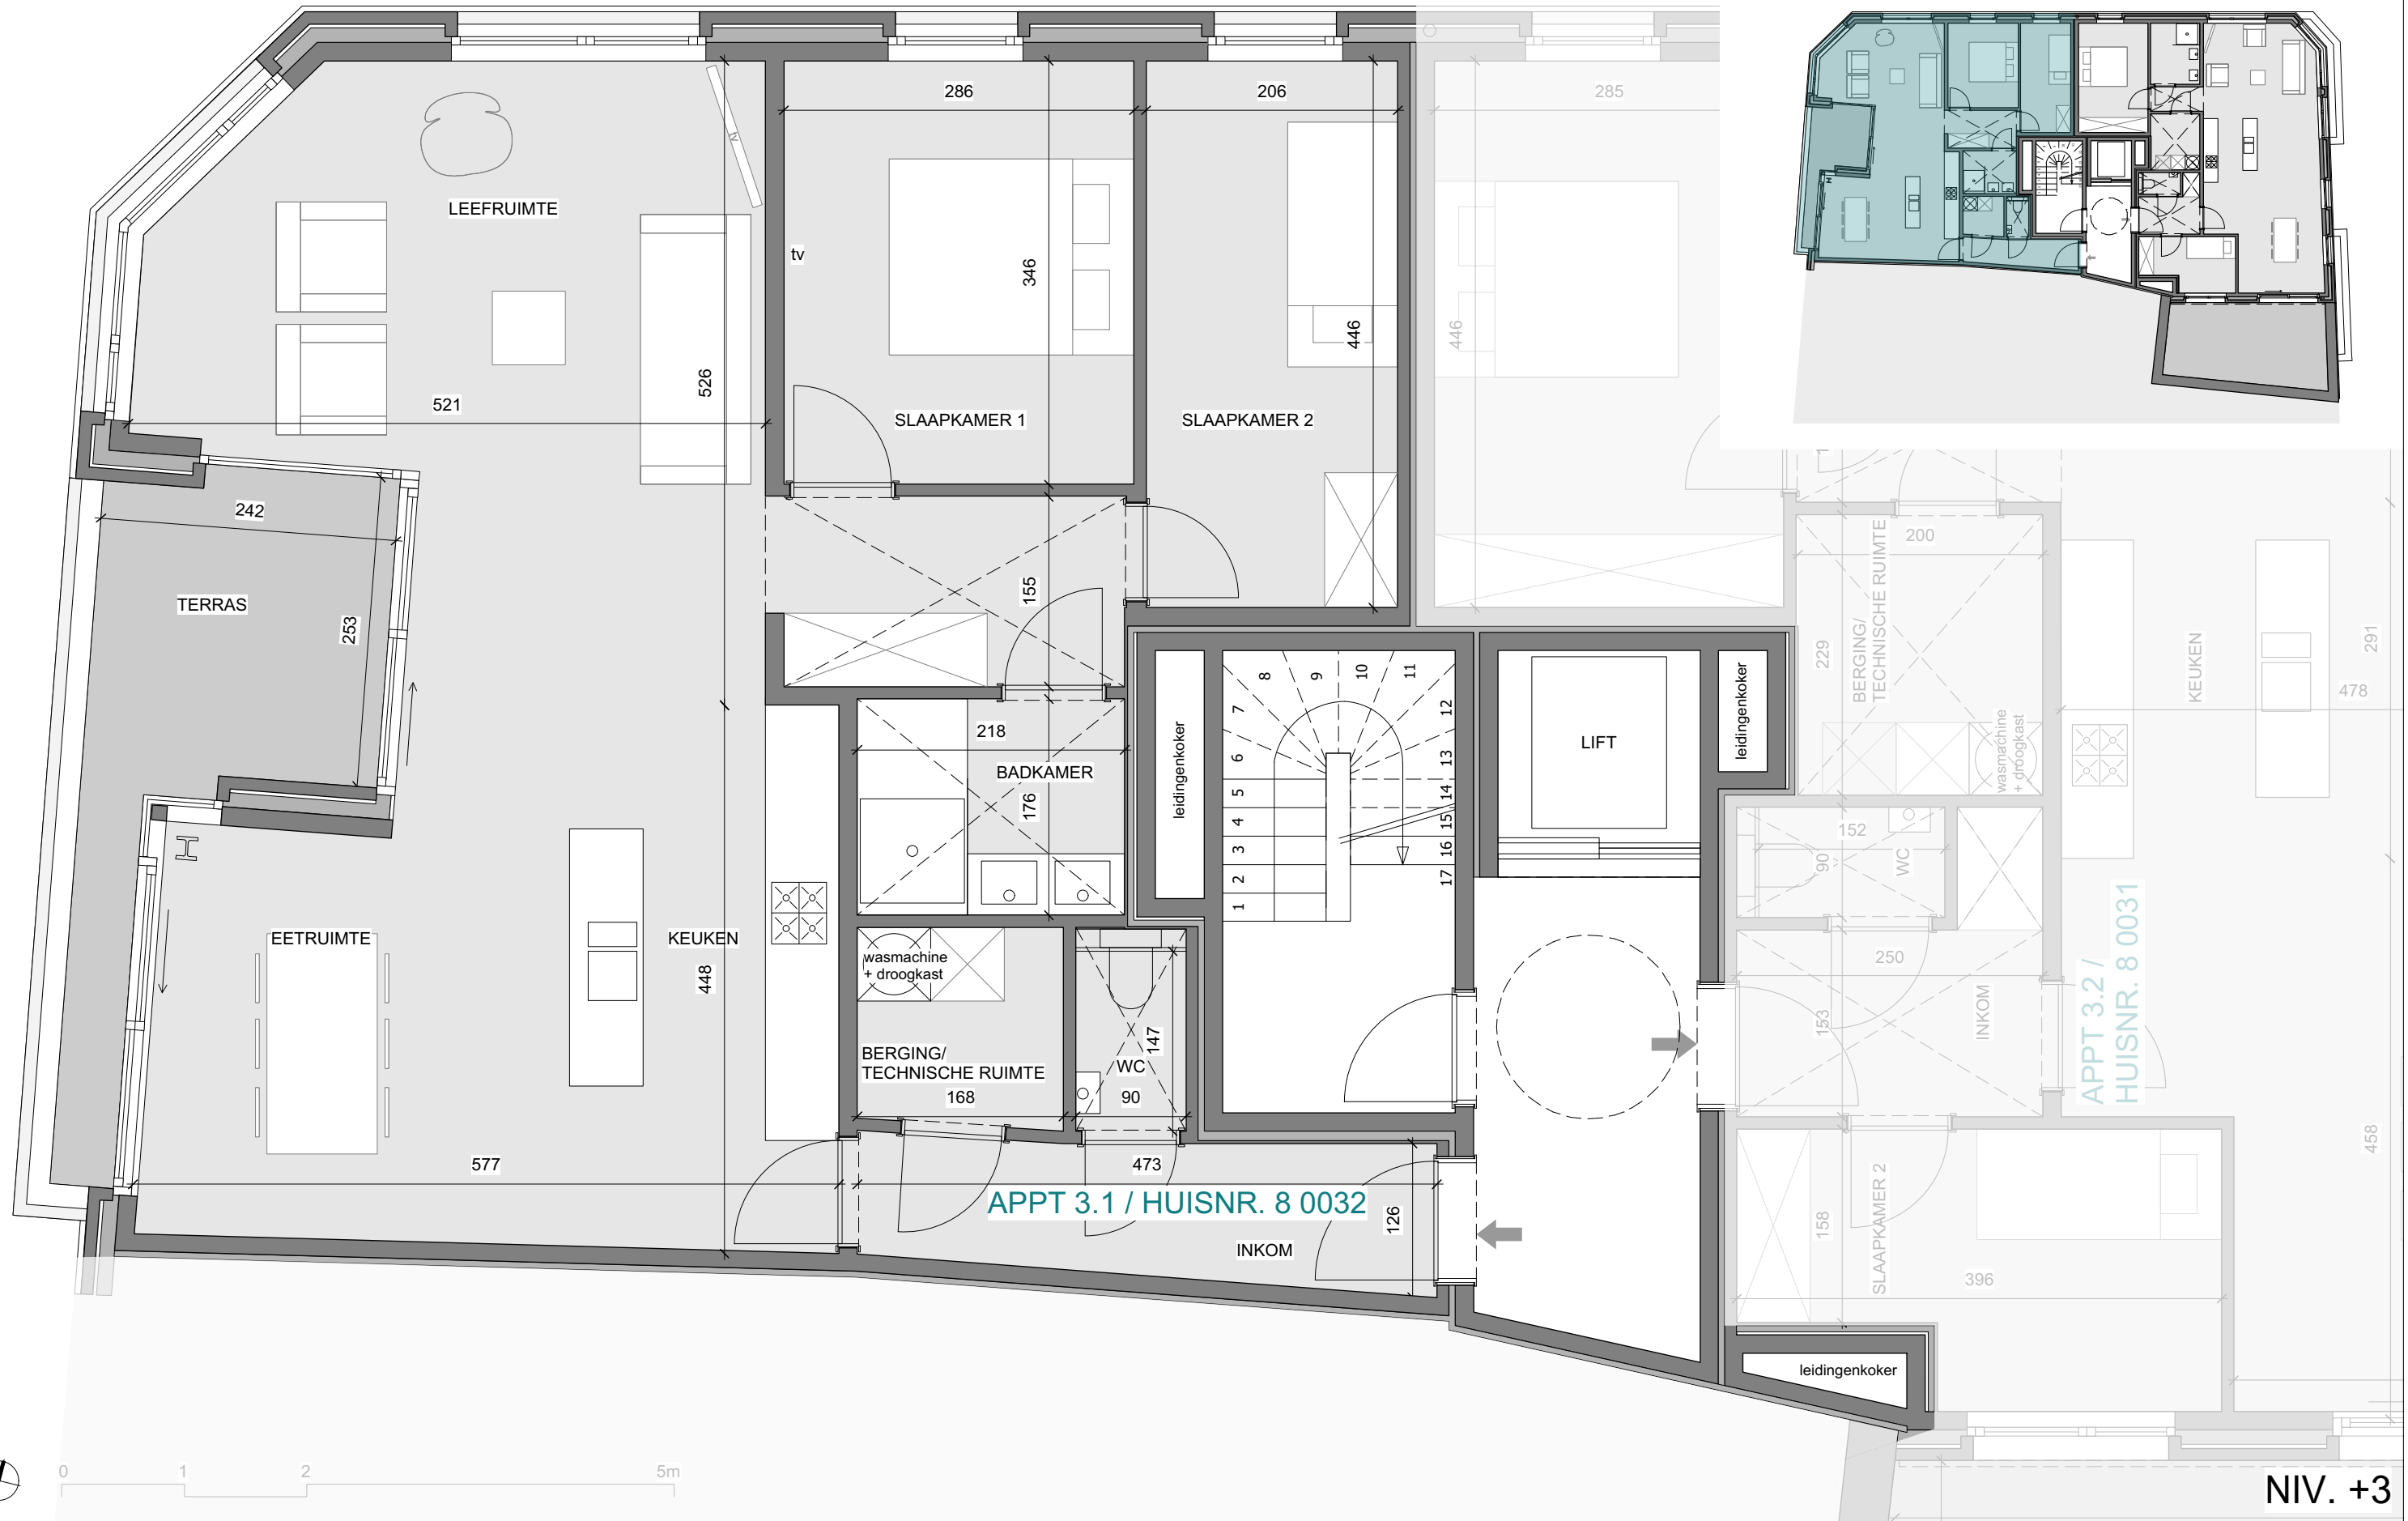 286
206
285
tv
LEEFRUIMTE
tv
346
446
446
526
521
SLAAPKAMER 1
SLAAPKAMER 2
242
TERRAS
253
155
200
BERGING/
TECHNISCHE RUIMTE
229
KEUKEN
291
478
wasmachine
+ droogkast
218
BADKAMER
176
leidingenkoker
1
2
3
4
5
6
7
8
9
10
11
12
13
14
15
16
17
LIFT
leidingenkoker
152
90
WC
EETRUIMTE
KEUKEN
448
wasmachine
+ droogkast
BERGING/
TECHNISCHE RUIMTE
168
147
WC
90
250
153
INKOM
APPT 3.2 /
HUISNR. 8 0031
577
473
APPT 3.1 / HUISNR. 8 0032
126
INKOM
158
SLAAPKAMER 2
396
458
leidingenkoker
0
1
2
5m
NIV. +3